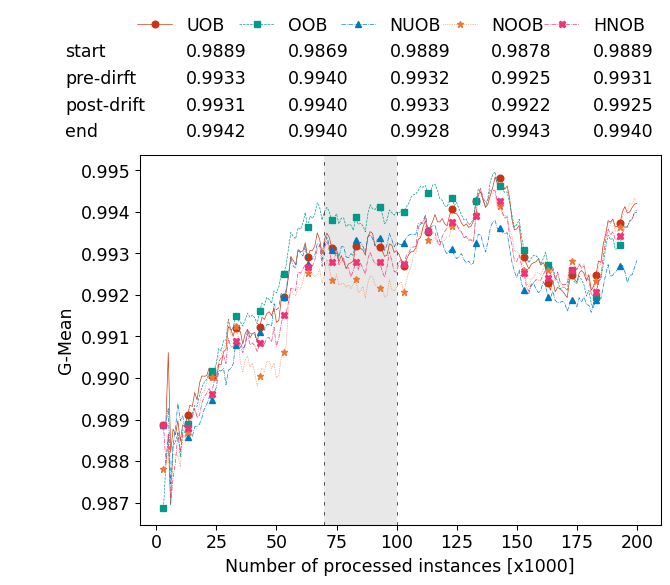 UOB OOB NUOB NOOB HNOB
start 0.9889 0.9869 0.9889 0.9878 0.9889
pre-dirft 0.9933 0.9940 0.9932 0.9925 0.9931
post-drift 0.9931 0.9940 0.9933 0.9922 0.9925
end 0.9942 0.9940 0.9928 0.9943 0.9940
0.995
0.994
0.993
0.992
0.991
0.990
0.989
0.988
0.987
G-Mean
0 25 50 75 100 125 150 175 200
Number of processed instances [x1000]